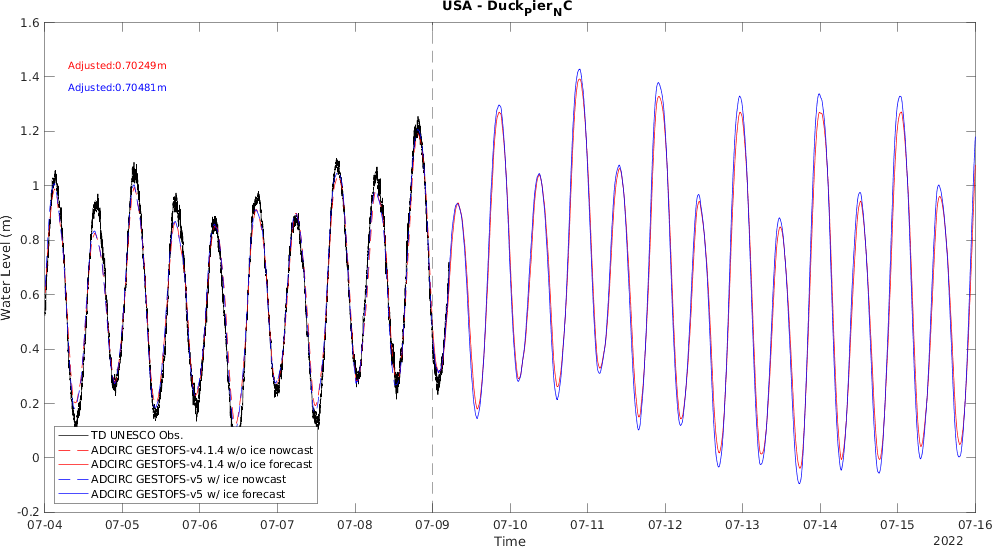 USA - DuckPierNC
1.6
1.4
1.2
1
0.8
0.6
0.4
0.2
0
-0.2
Water Level (m)
Adjusted:0.70249m
Adjusted:0.70481m
TD UNESCO Obs.
ADCIRC GESTOFS-v4.1.4 w/o ice nowcast
ADCIRC GESTOFS-v4.1.4 w/o ice forecast
ADCIRC GESTOFS-v5 w/ ice nowcast
ADCIRC GESTOFS-v5 w/ ice forecast
07-04 07-05 07-06 07-07 07-08 07-09 07-10 07-11 07-12 07-13 07-14 07-15 07-16
Time
2022